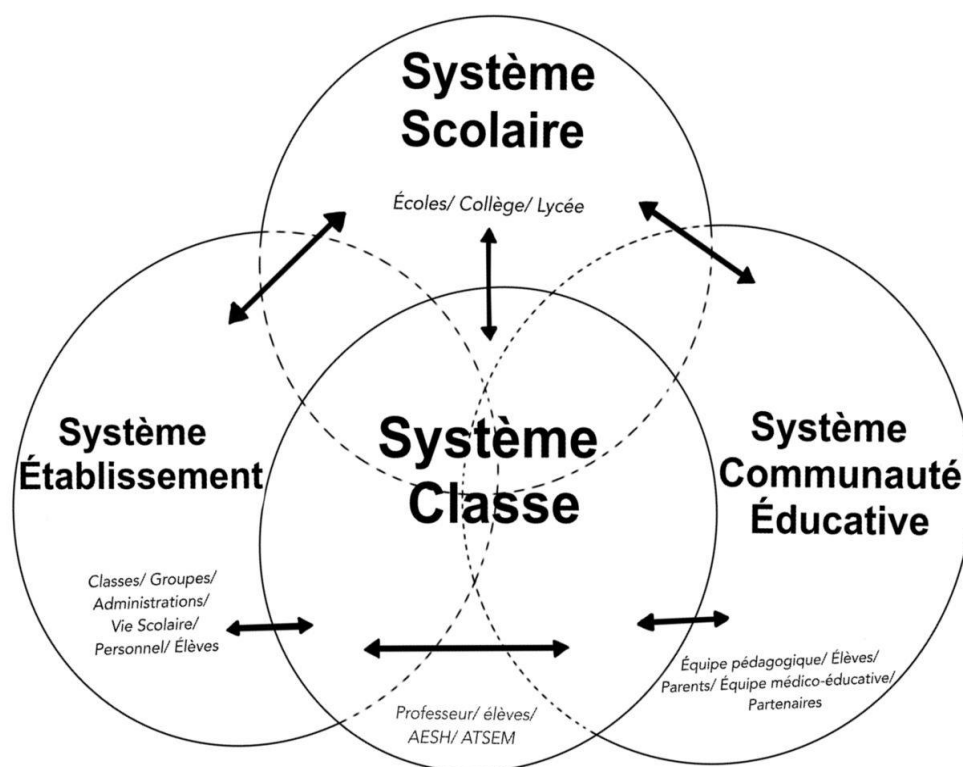 Système
Scolaire
Écoles/ Collège/ Lycée
Système
Établissement
Classes/ Groupes/
Administrations/
Vie Scolaire/
Personnel/ Élèves
Système
Classe
Professeur/ élèves/
AESH/ ATSEM
Système
Communauté
Éducative
Équipe pédagogique/ Élèves/
Parents/ Équipe médico-éducative/
Partenaires